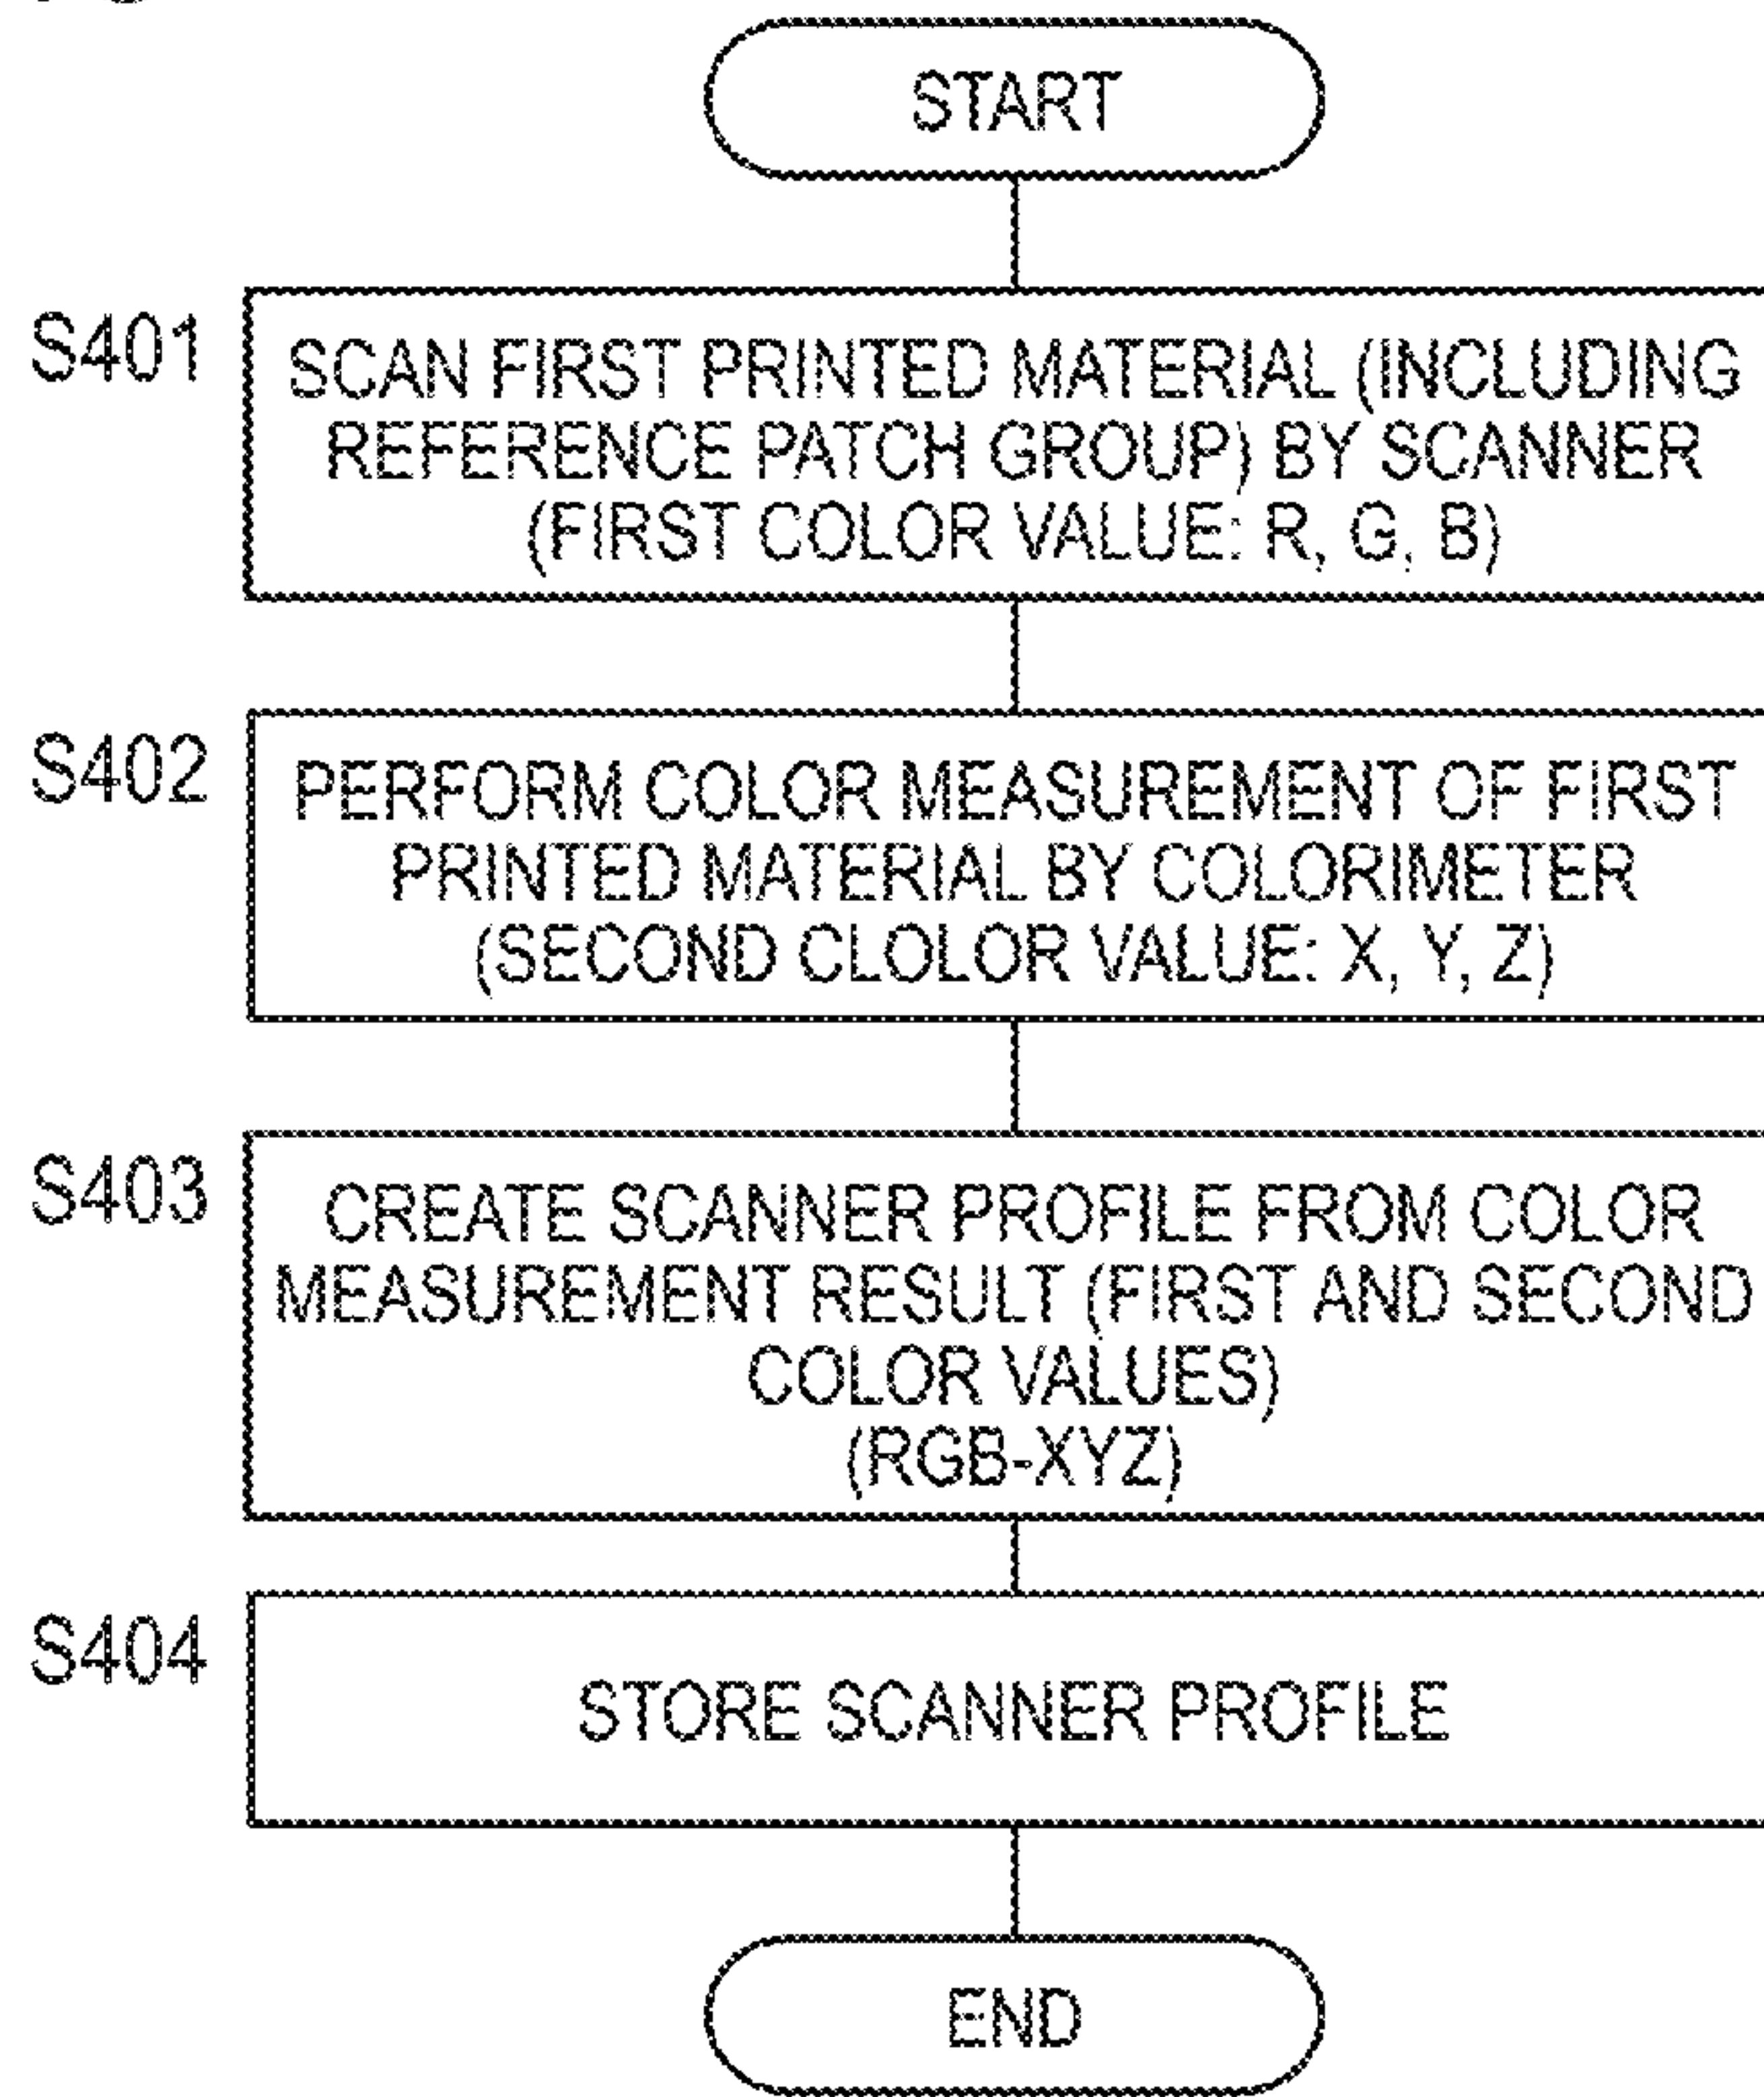 START
S401
SCAN FIRST PRINTED MATERIAL (INCLUDING
REFERENCE PATCH GROUP) BY SCANNER
(FIRST COLOR VALUE: R, G, B)
S402
PERFORM COLOR MEASUREMENT OF FIRST
PRINTED MATERIAL BY COLORIMETER
(SECOND CLOLOR VALUE: X, Y, Z)
S403
CREATE SCANNER PROFILE FROM COLOR
MEASUREMENT RESULT (FIRST AND SECOND
COLOR VALUES)
(RGB-XYZ)
S404
STORE SCANNER PROFILE
END